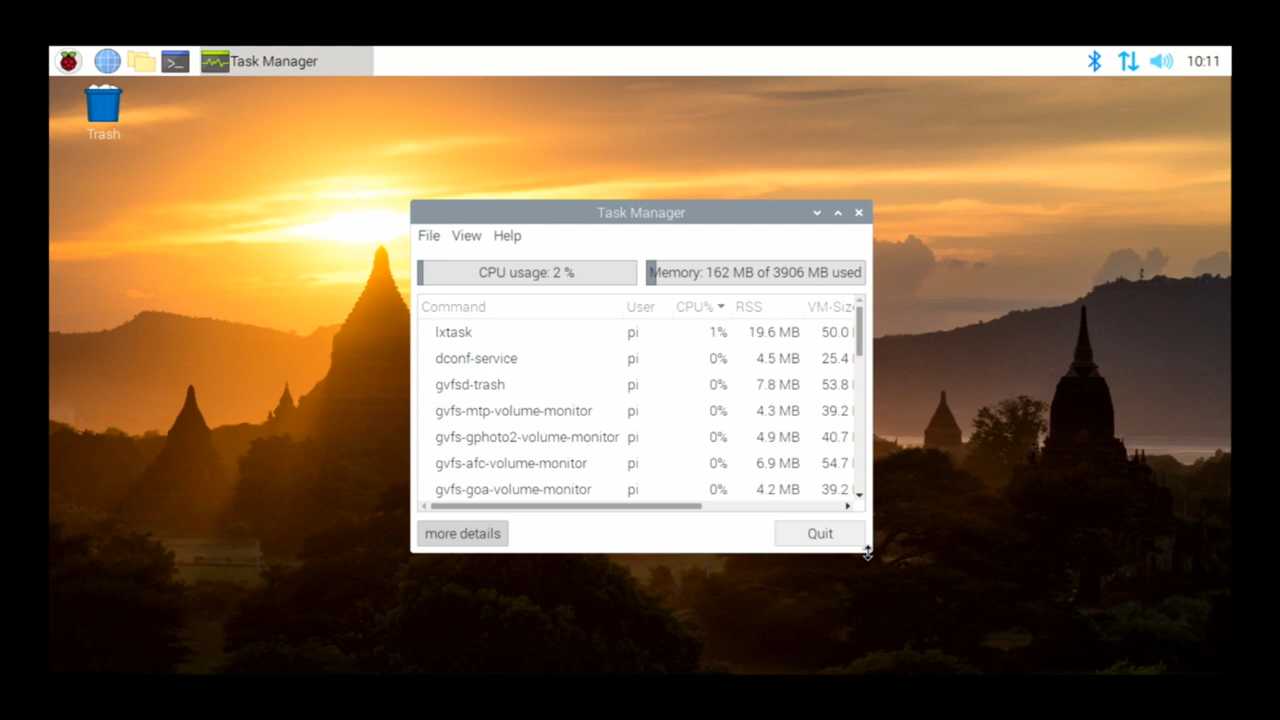 Task Manager 10:11
Trash
Task Manager
File View Help
CPU usage: 2 % Memory: 162 MB of 3906 MB used
Command User CPU% RSS VM-Siz
lxtask pi 1% 19.6 MB 50.0
dconf-service pi 0% 4.5 MB 25.4
gvfsd-trash pi 0% 7.8 MB 53.8
gvfs-mtp-volume-monitor pi 0% 4.3 MB 39.2
gvfs-gphoto2-volume-monitor pi 0% 4.9 MB 40.7
gvfs-afc-volume-monitor pi 0% 6.9 MB 54.7
gvfs-goa-volume-monitor pi 0% 4.2 MB 39.2
more details Quit